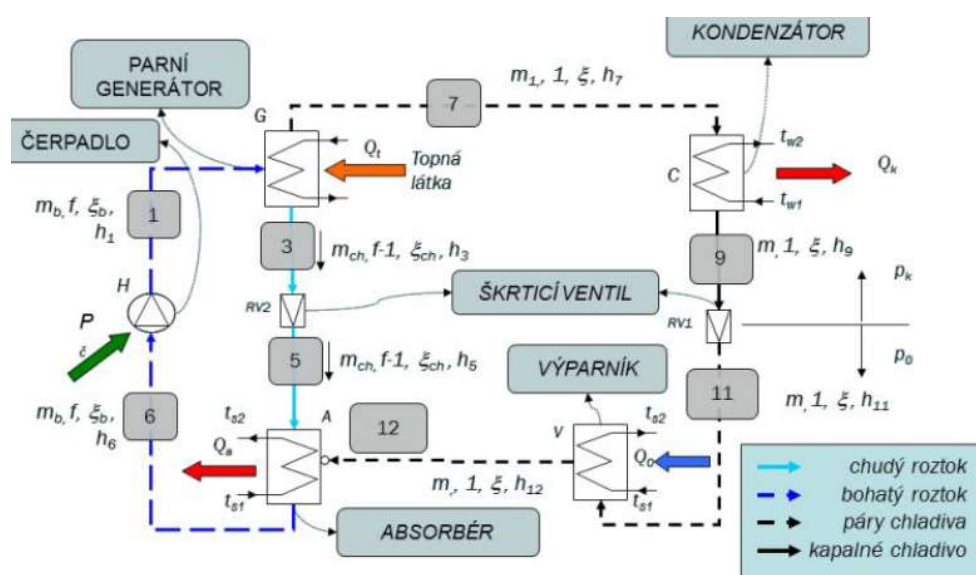 KONDENZÁTOR
PARNÍ
GENERÁTOR
m1,, 1, ξ, h7
7
G
ČERPADLO
Qt
Topná
látka
tw2
C
Qk
tw1
1
mb, f, ξb,
h1
3
mch, f-1, ξch, h3
9
m, 1, ξ, h9
H
pk
RV2
ŠKRTICÍ VENTIL
RV1
P
č
p0
5
mch, f-1, ξch, h5
VÝPARNÍK
11
m, 1, ξ, h11
6
mb, f, ξb,
h6
ts2
A
12
V
ts2
Qa
Q0
ts1
m,, 1, ξ, h12
ts1
ABSORBÉR
chudý roztok
bohatý roztok
páry chladiva
kapalné chladivo